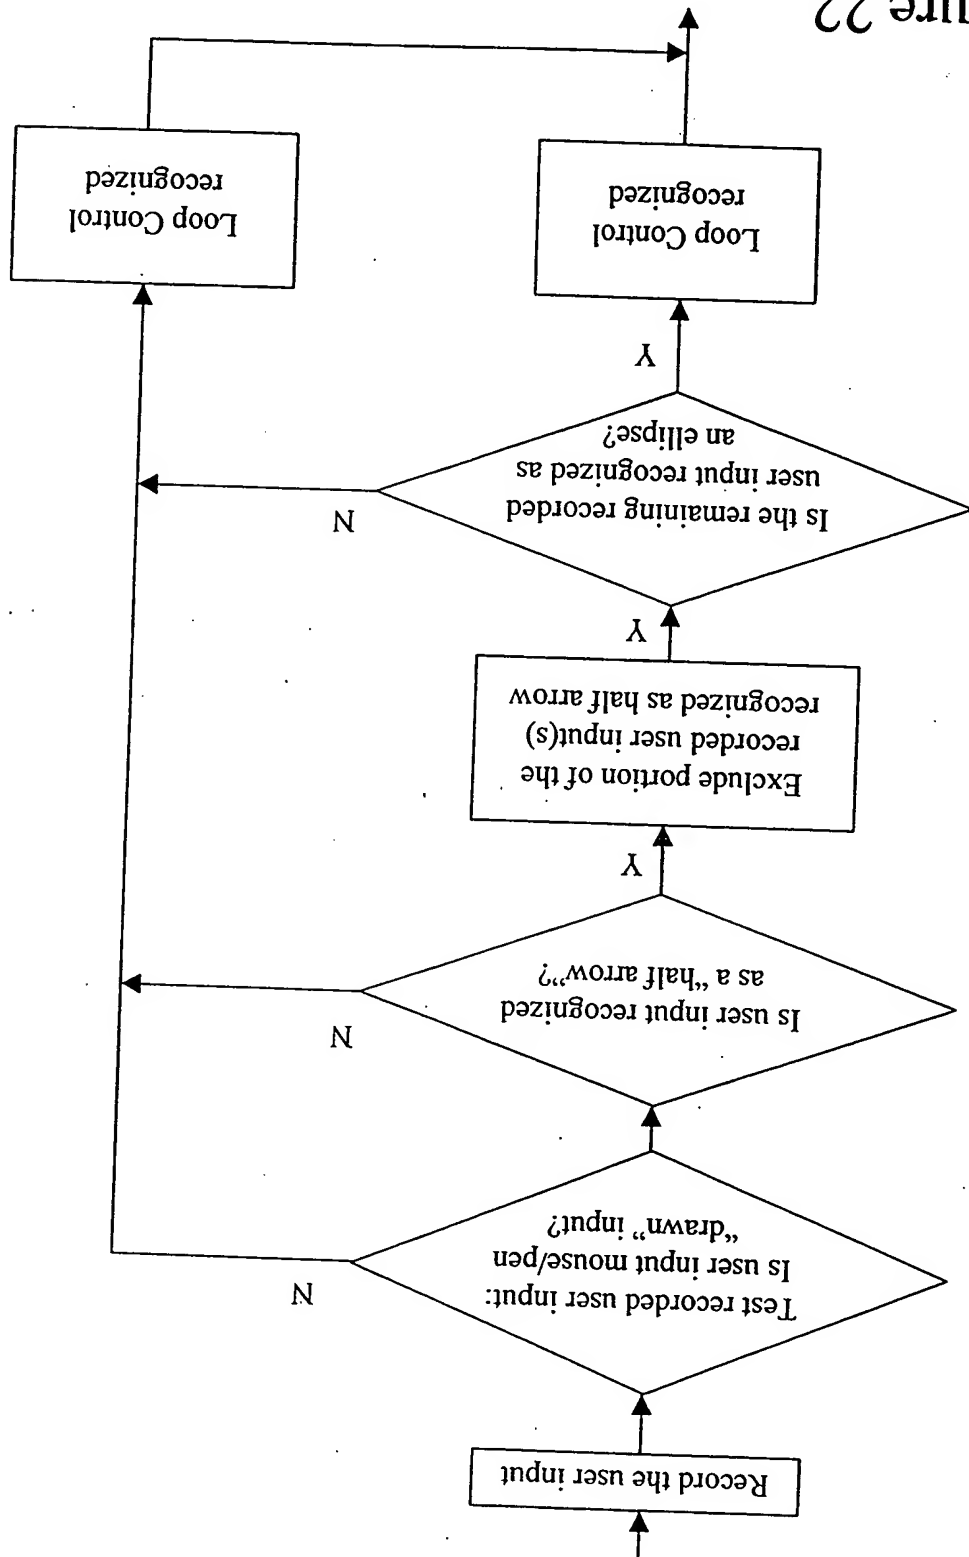 Record the user input
Test recorded user input:
Is user input mouse/pen
“drawn” input?
N
Is user input recognized
as a “half arrow”?
N
Y
Exclude portion of the
recorded user input(s)
recognized as half arrow
Y
Is the remaining recorded
user input recognized as
an ellipse?
N
Y
Loop Control
recognized
Loop Control
recognized
ure 22